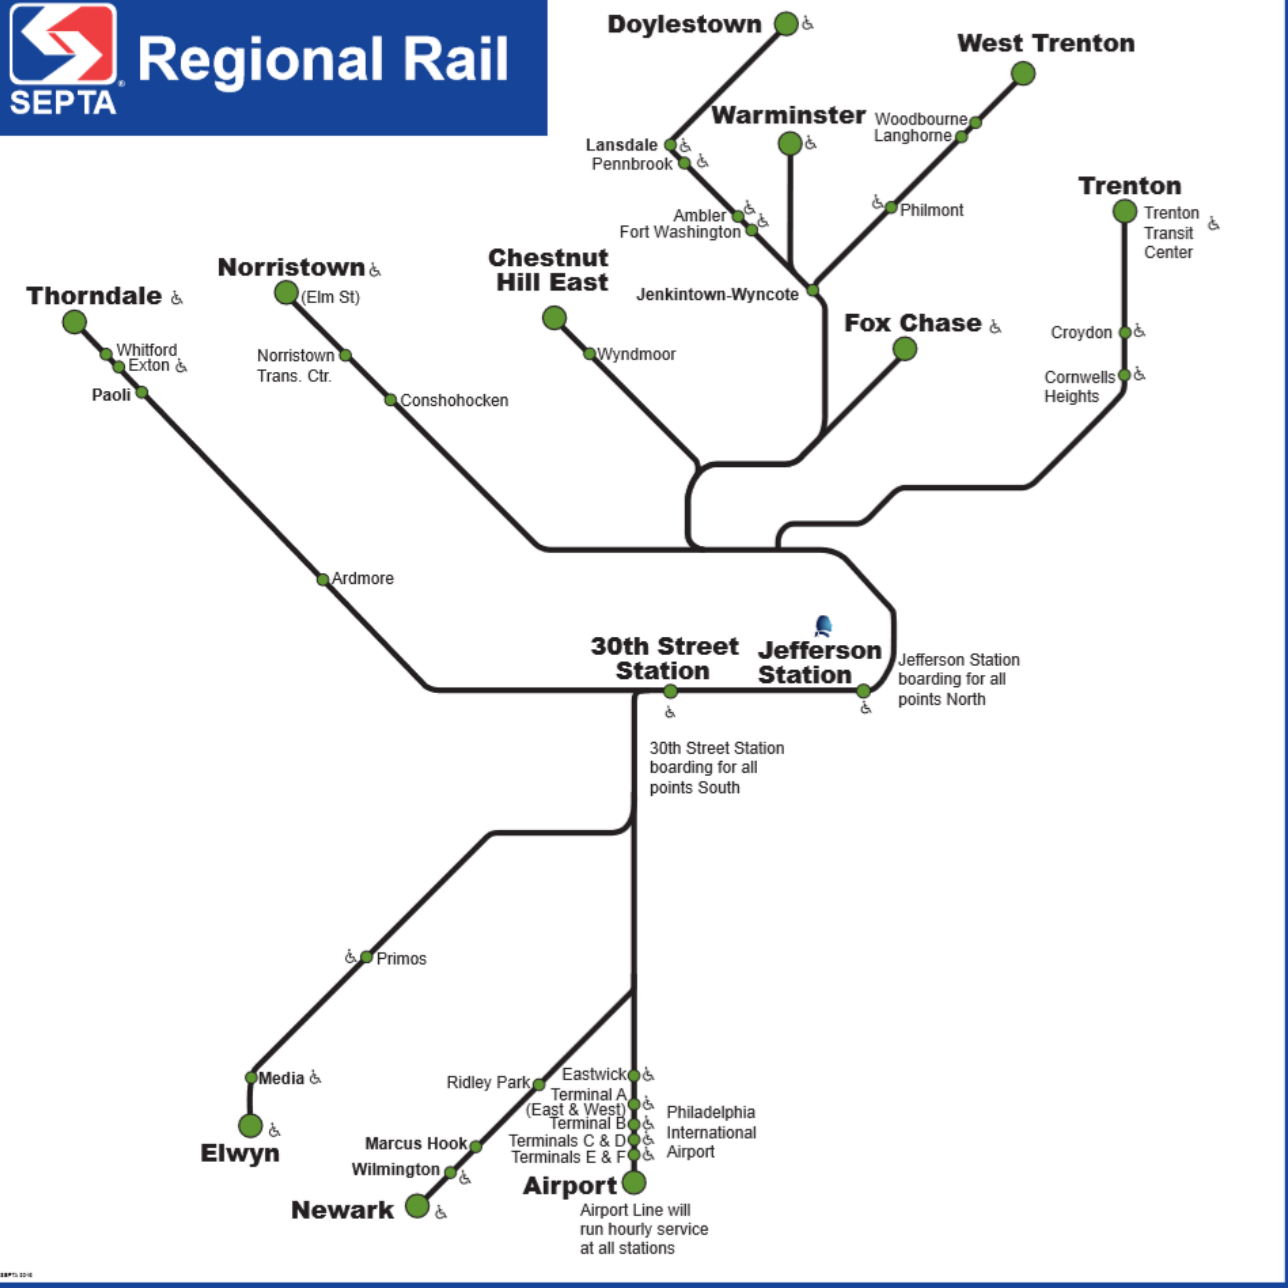 SEPTA
Regional Rail
Doylestown
West Trenton
Warminster
Woodbourne
Langhorne
Lansdale
Pennbrook
Trenton
Trenton
Transit
Center
Philmont
Ambler
Fort Washington
Chestnut
Hill East
Norristown
(Elm St)
Thorndale
Jenkintown-Wyncote
Fox Chase
Croydon
Whitford
Exton
Paoli
Norristown
Trans. Ctr.
Wyndmoor
Cornwells
Heights
Conshohocken
Ardmore
30th Street
Station
Jefferson
Station
Jefferson Station
boarding for all
points North
30th Street Station
boarding for all
points South
Primos
Media
Elwyn
Ridley Park
Eastwick
Terminal A
(East & West)
Terminal B
Terminals C & D
Terminals E & F
Philadelphia
International
Airport
Marcus Hook
Wilmington
Newark
Airport
Airport Line will
run hourly service
at all stations